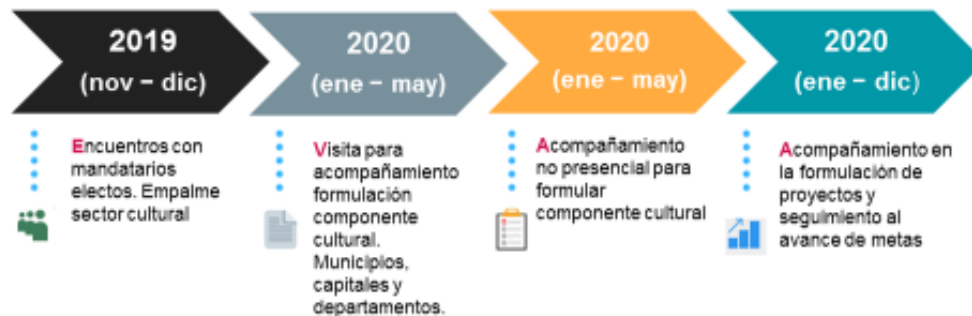 2019
(nov – dic)
Encuentros con
mandatarios
electos. Empalme
sector cultural
2020
(ene – may)
Visita para
acompañamiento
formulación
componente
cultural.
Municipios,
capitales y
departamentos.
2020
(ene – may)
Acompañamiento
no presencial para
formular
componente cultural
2020
(ene – dic)
Acompañamiento en
la formulación de
proyectos y
seguimiento al
avance de metas